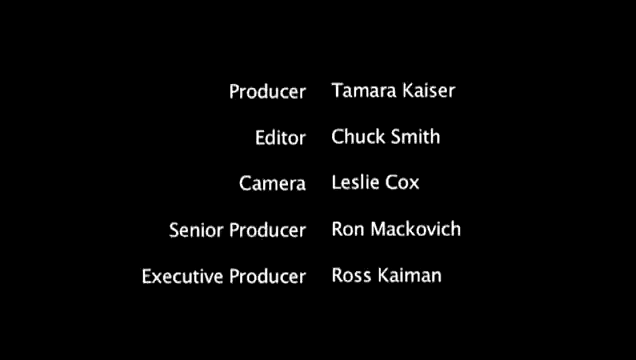 Producer Tamara Kaiser
Editor Chuck Smith
Camera Leslie Cox
Senior Producer Ron Mackovich
Executive Producer Ross Kaiman